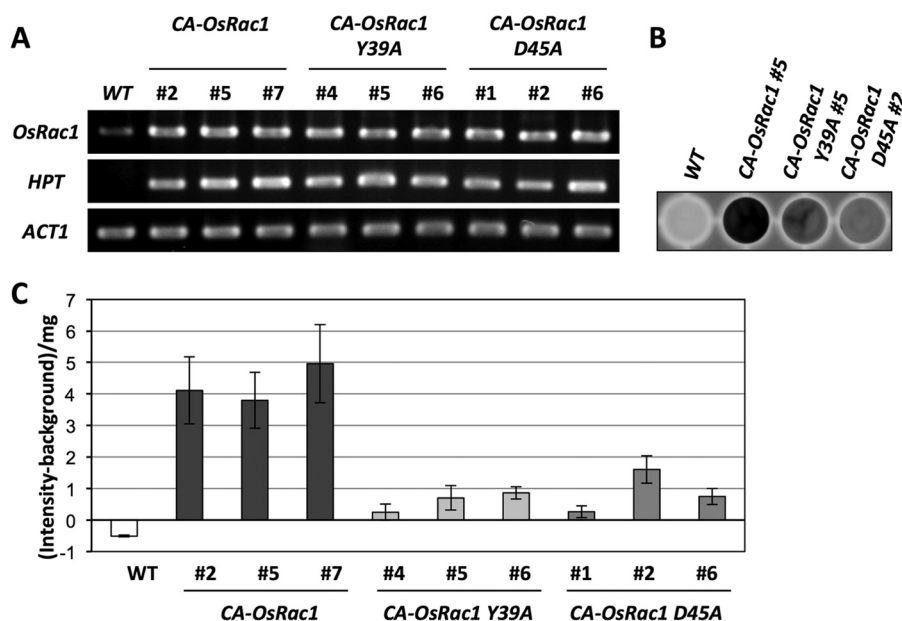 A
CA-OsRac1
CA-OsRac1
Y39A
CA-OsRac1
D45A
WT #2 #5 #7 #4 #5 #6 #1 #2 #6
OsRac1
HPT
ACT1
B
WT
CA-OsRac1 #5
CA-OsRac1
Y39A #5
CA-OsRac1
D45A #2
C
(Intensity-background)/mg
7
6
5
4
3
2
1
0
-1
WT #2 #5 #7 #4 #5 #6 #1 #2 #6
CA-OsRac1 CA-OsRac1 Y39A CA-OsRac1 D45A